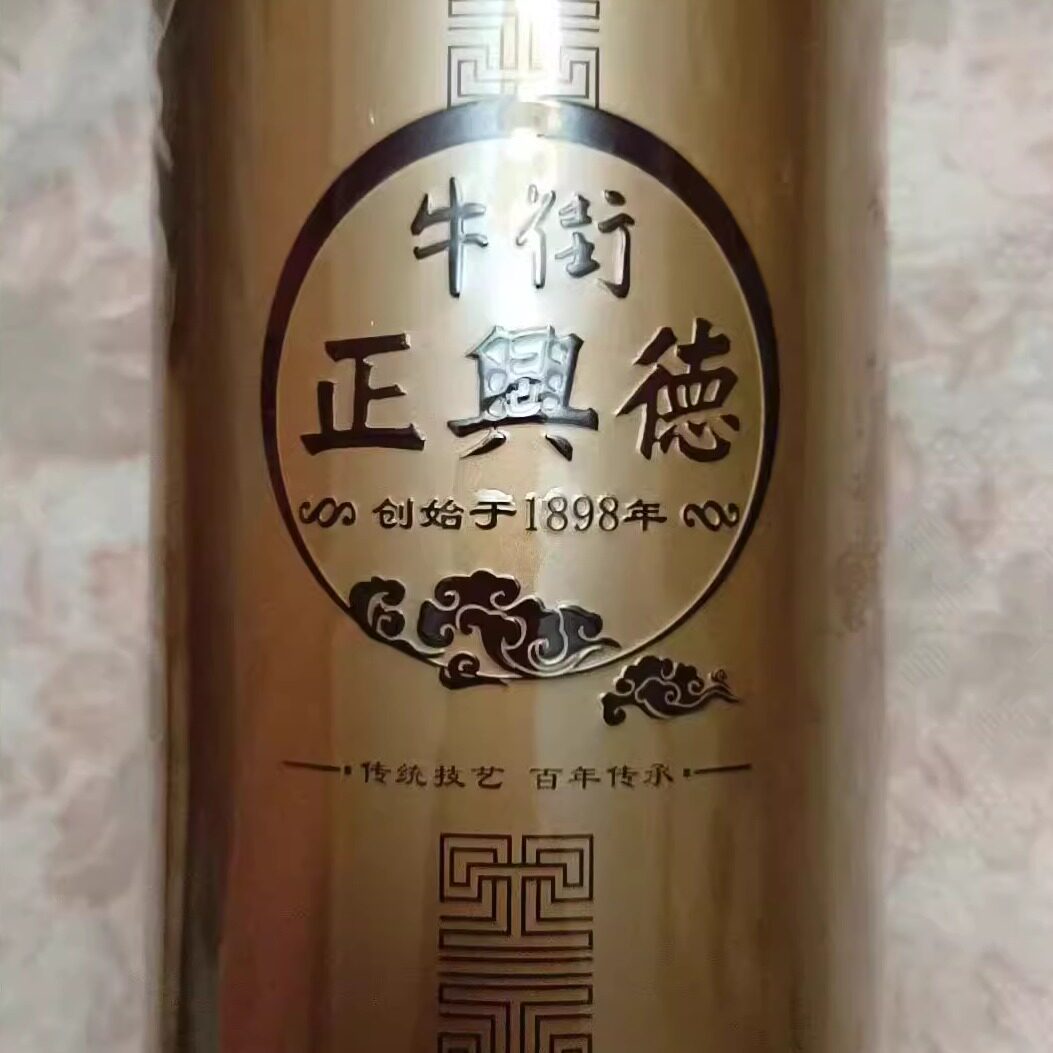 牛街
正興德
创始于1898年
传统技艺 百年传承